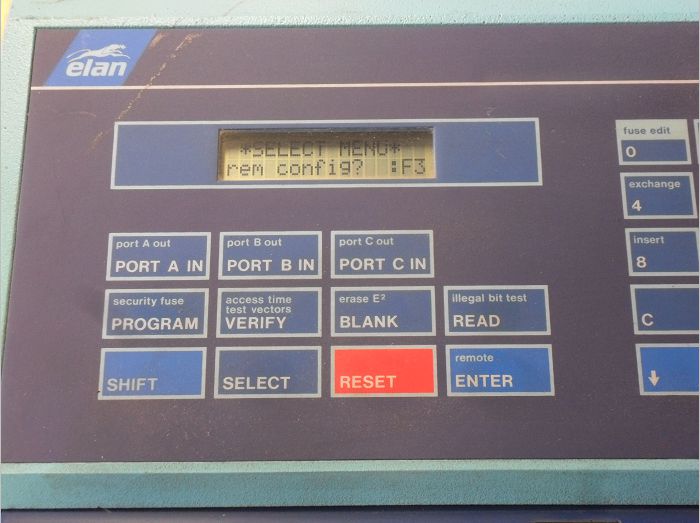 elan
*SELECT MENU*
rem config? :F3
fuse edit
0
exchange
4
insert
8
C
port A out
PORT A IN
port B out
PORT B IN
port C out
PORT C IN
security fuse
PROGRAM
access time
test vectors
VERIFY
erase E²
BLANK
illegal bit test
READ
SHIFT
SELECT
RESET
remote
ENTER